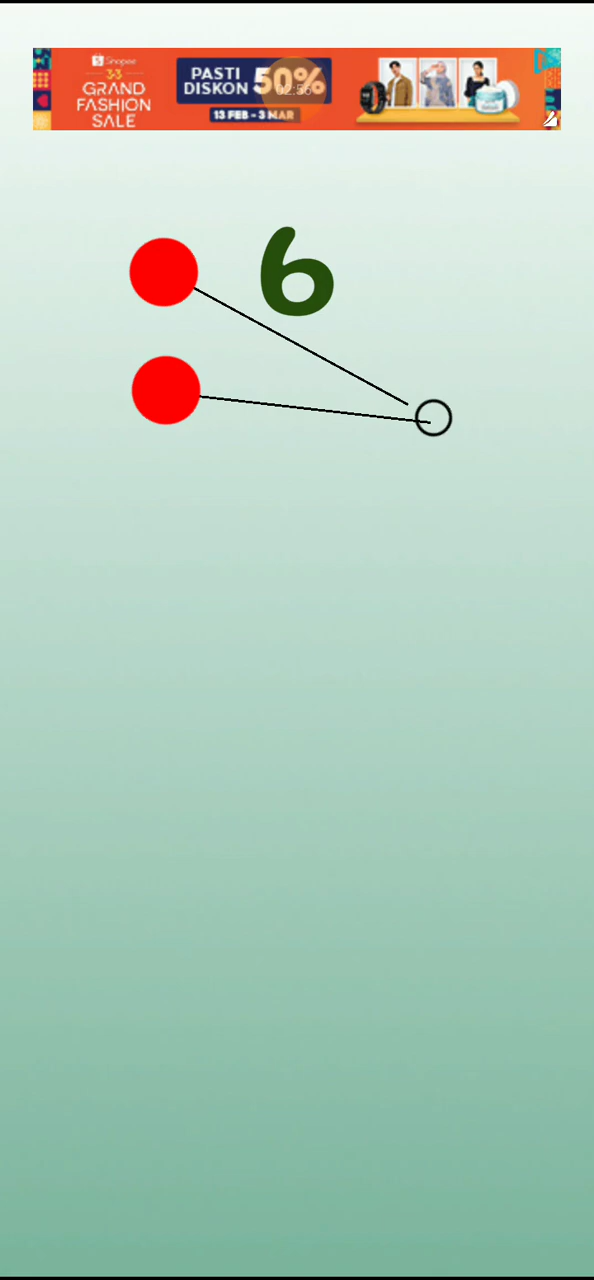 Shopee
3.3
GRAND
FASHION
SALE
PASTI
DISKON 50%
13 FEB - 3 MAR
6